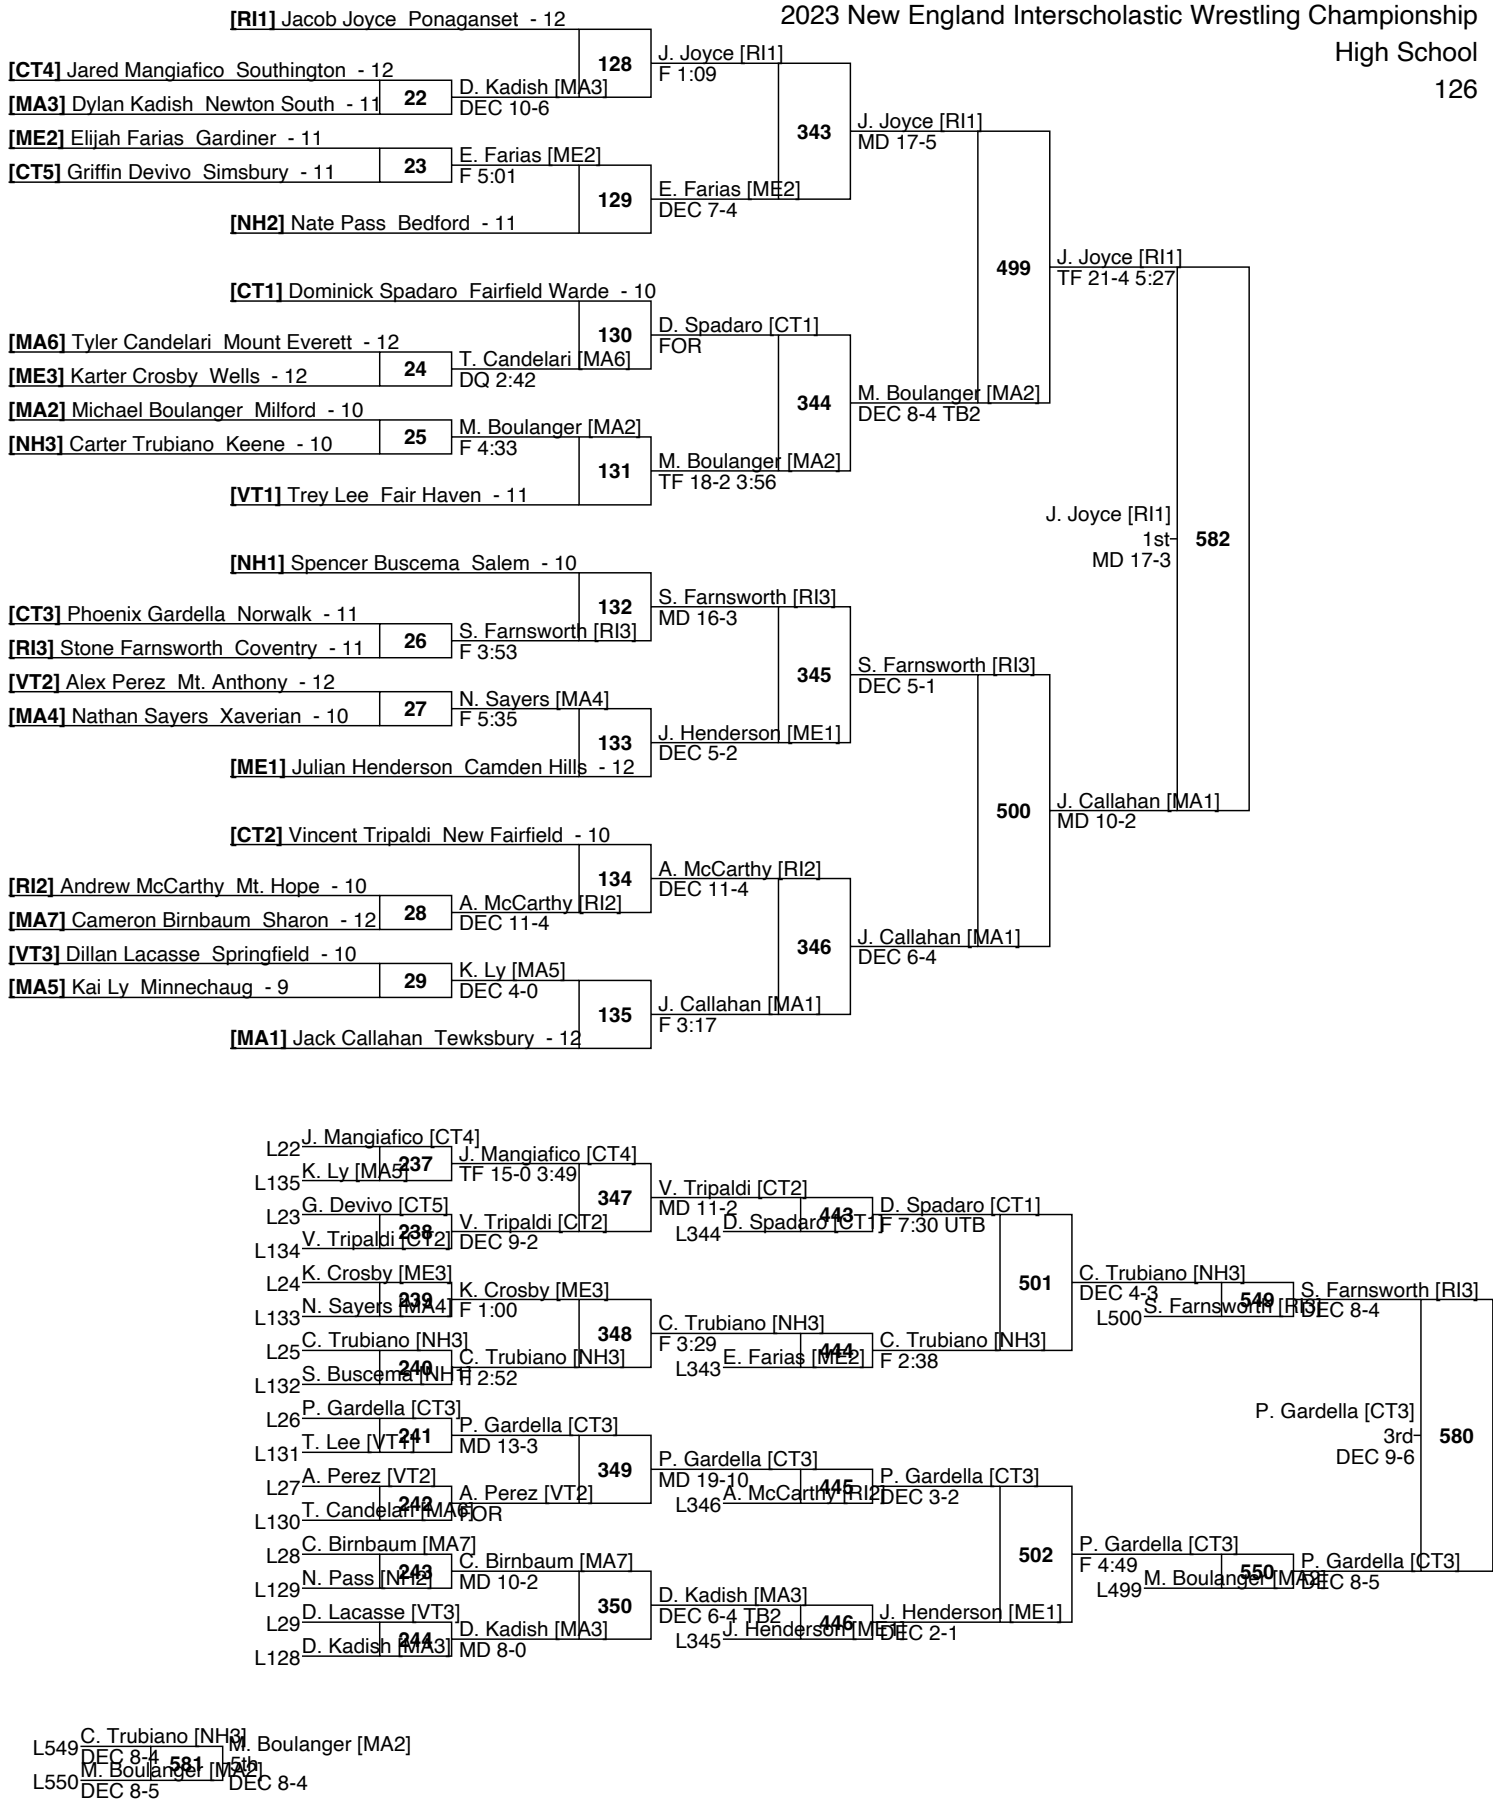 2023 New England Interscholastic Wrestling Championship
High School
126
[RI1] Jacob Joyce Ponaganset - 12
128
J. Joyce [RI1]
F 1:09
[CT4] Jared Mangiafico Southington - 12
22
D. Kadish [MA3]
DEC 10-6
[MA3] Dylan Kadish Newton South - 11
343
J. Joyce [RI1]
MD 17-5
[ME2] Elijah Farias Gardiner - 11
23
E. Farias [ME2]
F 5:01
[CT5] Griffin Devivo Simsbury - 11
129
E. Farias [ME2]
DEC 7-4
[NH2] Nate Pass Bedford - 11
499
J. Joyce [RI1]
TF 21-4 5:27
[CT1] Dominick Spadaro Fairfield Warde - 10
130
D. Spadaro [CT1]
FOR
[MA6] Tyler Candelari Mount Everett - 12
24
T. Candelari [MA6]
DQ 2:42
[ME3] Karter Crosby Wells - 12
344
M. Boulanger [MA2]
DEC 8-4 TB2
[MA2] Michael Boulanger Milford - 10
25
M. Boulanger [MA2]
F 4:33
[NH3] Carter Trubiano Keene - 10
131
M. Boulanger [MA2]
TF 18-2 3:56
[VT1] Trey Lee Fair Haven - 11
J. Joyce [RI1]
1st
582
MD 17-3
[NH1] Spencer Buscema Salem - 10
132
S. Farnsworth [RI3]
MD 16-3
[CT3] Phoenix Gardella Norwalk - 11
26
S. Farnsworth [RI3]
F 3:53
[RI3] Stone Farnsworth Coventry - 11
345
S. Farnsworth [RI3]
DEC 5-1
[VT2] Alex Perez Mt. Anthony - 12
27
N. Sayers [MA4]
F 5:35
[MA4] Nathan Sayers Xaverian - 10
133
J. Henderson [ME1]
DEC 5-2
[ME1] Julian Henderson Camden Hills - 12
500
J. Callahan [MA1]
MD 10-2
[CT2] Vincent Tripaldi New Fairfield - 10
134
A. McCarthy [RI2]
DEC 11-4
[RI2] Andrew McCarthy Mt. Hope - 10
28
A. McCarthy [RI2]
DEC 11-4
[MA7] Cameron Birnbaum Sharon - 12
346
J. Callahan [MA1]
DEC 6-4
[VT3] Dillan Lacasse Springfield - 10
29
K. Ly [MA5]
DEC 4-0
[MA5] Kai Ly Minnechaug - 9
135
J. Callahan [MA1]
F 3:17
[MA1] Jack Callahan Tewksbury - 12
L22 J. Mangiafico [CT4]
237
J. Mangiafico [CT4]
TF 15-0 3:49
L135 K. Ly [MA5]
347
V. Tripaldi [CT2]
MD 11-2
L23 G. Devivo [CT5]
238
V. Tripaldi [CT2]
DEC 9-2
L134 V. Tripaldi [CT2]
L344 D. Spadaro [CT1]
443
D. Spadaro [CT1]
F 7:30 UTB
L24 K. Crosby [ME3]
239
K. Crosby [ME3]
F 1:00
L133 N. Sayers [MA4]
501
C. Trubiano [NH3]
DEC 4-3
L500 S. Farnsworth [RI3]
549
S. Farnsworth [RI3]
DEC 8-4
348
C. Trubiano [NH3]
F 3:29
L25 C. Trubiano [NH3]
240
C. Trubiano [NH3]
F 2:52
L132 S. Buscema [NH1]
L343 E. Farias [ME2]
444
C. Trubiano [NH3]
F 2:38
L26 P. Gardella [CT3]
241
P. Gardella [CT3]
MD 13-3
L131 T. Lee [VT1]
P. Gardella [CT3]
3rd
580
DEC 9-6
349
P. Gardella [CT3]
MD 19-10
L27 A. Perez [VT2]
242
A. Perez [VT2]
FOR
L130 T. Candelari [MA6]
L346 A. McCarthy [RI2]
445
P. Gardella [CT3]
DEC 3-2
L28 C. Birnbaum [MA7]
243
C. Birnbaum [MA7]
MD 10-2
L129 N. Pass [NH2]
502
P. Gardella [CT3]
F 4:49
L499 M. Boulanger [MA2]
550
P. Gardella [CT3]
DEC 8-5
350
D. Kadish [MA3]
DEC 6-4 TB2
L29 D. Lacasse [VT3]
244
D. Kadish [MA3]
MD 8-0
L128 D. Kadish [MA3]
L345 J. Henderson [ME1]
446
J. Henderson [ME1]
DEC 2-1
L549 C. Trubiano [NH3]
DEC 8-4
581
M. Boulanger [MA2]
5th
DEC 8-4
L550 M. Boulanger [MA2]
DEC 8-5